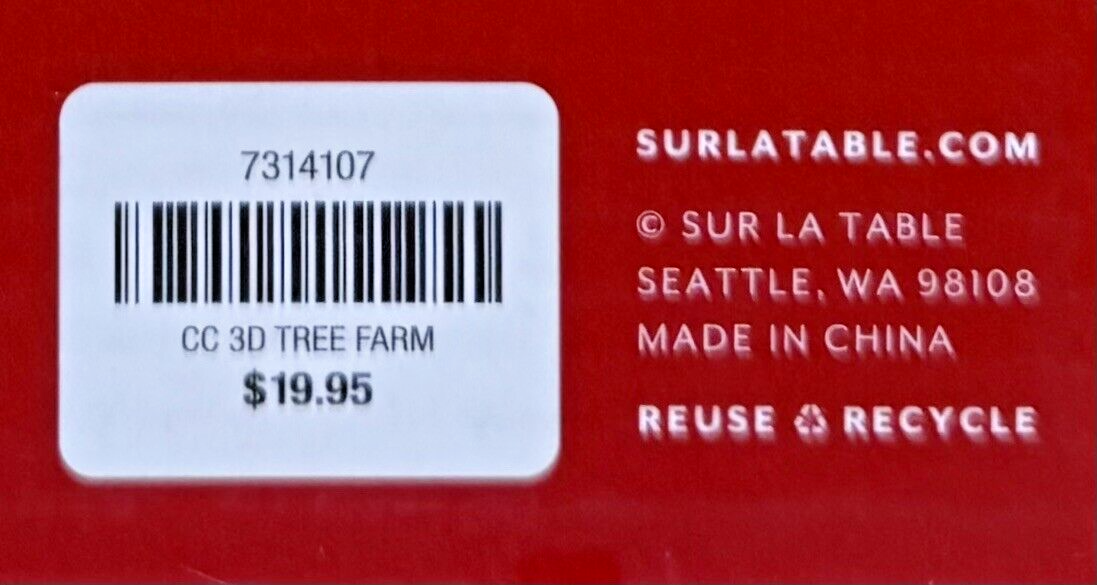 7314107
CC 3D TREE FARM
$19.95
SURLATABLE.COM
© SUR LA TABLE
SEATTLE, WA 98108
MADE IN CHINA
REUSE ♻ RECYCLE